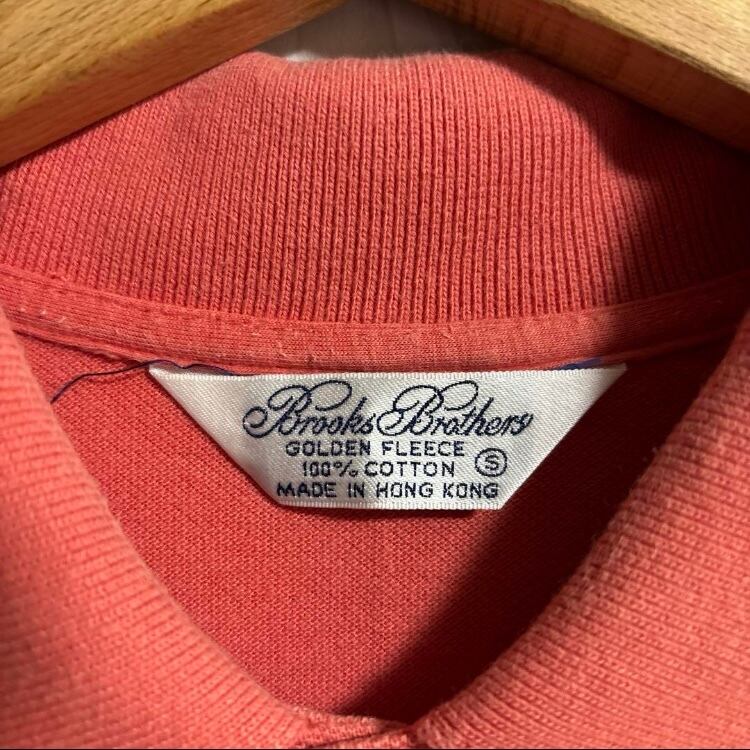 Brooks Brothers
GOLDEN FLEECE
100% COTTON Ⓢ
MADE IN HONG KONG